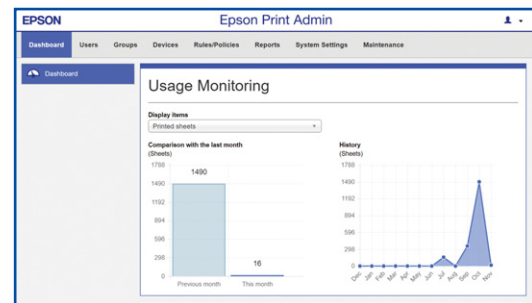 EPSON
Epson Print Admin
Dashboard Users Groups Devices Rules/Policies Reports System Settings Maintenance
Dashboard
Usage Monitoring
Display items
Printed sheets
Comparison with the last month
(Sheets)
1788
1490
1192
894
596
298
0
1490
16
Previous month This month
History
(Sheets)
1788
1490
1192
894
596
298
0
Dec Jan Feb Mar Apr May Jun Jul Aug Sep Oct Nov